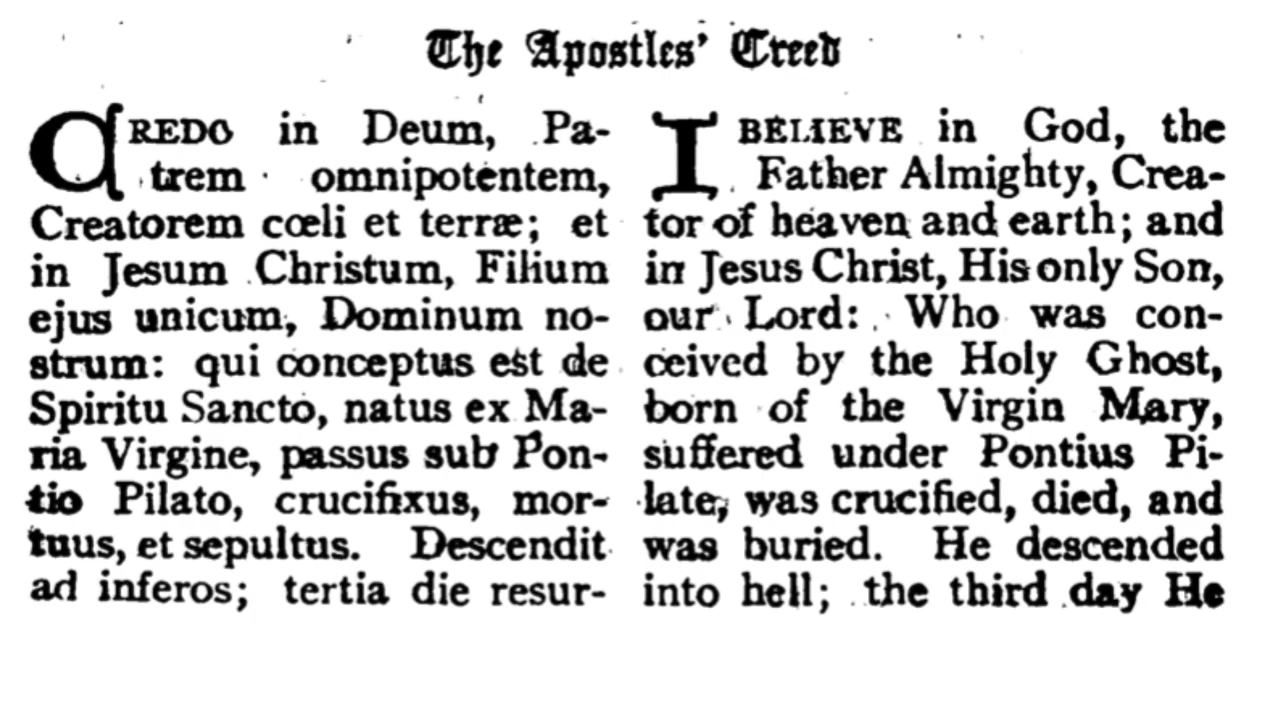 The Apostles' Creed
CREDO in Deum, Pa-
trem omnipotentem,
Creatorem cœli et terræ; et
in Jesum Christum, Filium
ejus unicum, Dominum no-
strum: qui conceptus est de
Spiritu Sancto, natus ex Ma-
ria Virgine, passus sub Pon-
tio Pilato, crucifixus, mor-
tuus, et sepultus. Descendit
ad inferos; tertia die resur-
I BELIEVE in God, the
Father Almighty, Crea-
tor of heaven and earth; and
in Jesus Christ, His only Son,
our Lord: Who was con-
ceived by the Holy Ghost,
born of the Virgin Mary,
suffered under Pontius Pi-
late, was crucified, died, and
was buried. He descended
into hell; the third day He